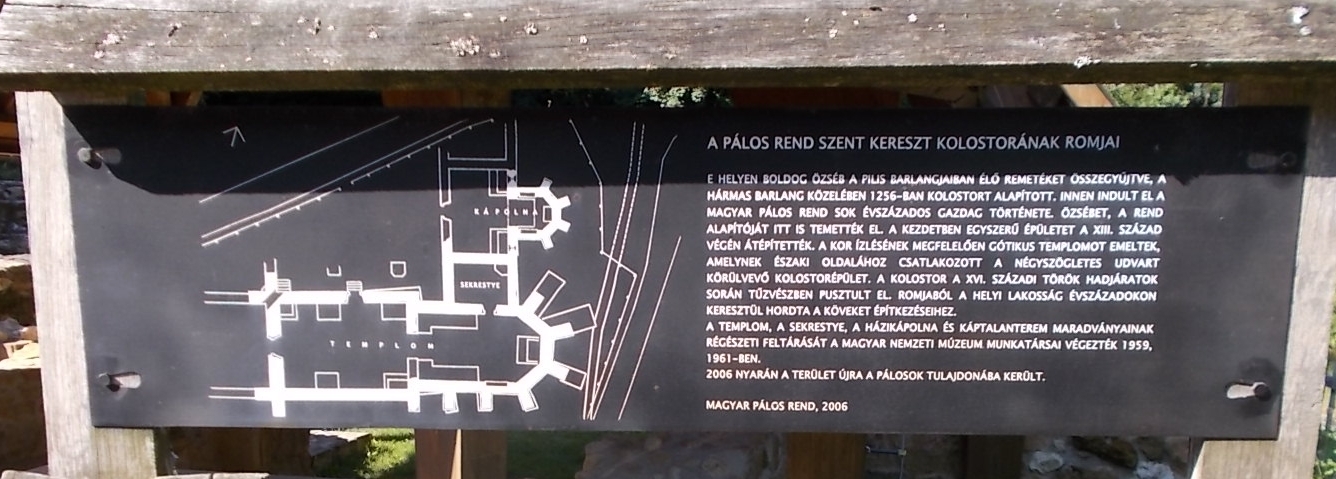 A PÁLOS REND SZENT KERESZT KOLOSTORÁNAK ROMJAI
E HELYEN BOLDOG ÖZSÉB A PILIS BARLANGJAIBAN ÉLŐ REMETÉKET ÖSSZEGYŰJTVE, A
HÁRMAS BARLANG KÖZELÉBEN 1256-BAN KOLOSTORT ALAPÍTOTT. INNEN INDULT EL A
MAGYAR PÁLOS REND SOK ÉVSZÁZADOS GAZDAG TÖRTÉNETE. ÖZSÉBET, A REND
ALAPÍTÓJÁT ITT IS TEMETTÉK EL. A KEZDETBEN EGYSZERŰ ÉPÜLETET A XIII. SZÁZAD
VÉGÉN ÁTÉPÍTETTÉK. A KOR ÍZLÉSÉNEK MEGFELELŐEN GÓTIKUS TEMPLOMOT EMELTEK,
AMELYNEK ÉSZAKI OLDALÁHOZ CSATLAKOZOTT A NÉGYSZÖGLETES UDVART
KÖRÜLVEVŐ KOLOSTORÉPÜLET. A KOLOSTOR A XVI. SZÁZADI TÖRÖK HADJÁRATOK
SORÁN TŰZVÉSZBEN PUSZTULT EL. ROMJAIBÓL A HELYI LAKOSSÁG ÉVSZÁZADOKON
KERESZTÜL HORDTA A KÖVEKET ÉPÍTKEZÉSEIHEZ.
A TEMPLOM, A SEKRESTYE, A HÁZIKÁPOLNA ÉS KÁPTALANTEREM MARADVÁNYAINAK
RÉGÉSZETI FELTÁRÁSÁT A MAGYAR NEMZETI MÚZEUM MUNKATÁRSAI VÉGEZTÉK 1959,
1961-BEN.
2006 NYARÁN A TERÜLET ÚJRA A PÁLOSOK TULAJDONÁBA KERÜLT.
MAGYAR PÁLOS REND, 2006
KÁPOLNA
SEKRESTYE
TEMPLOM